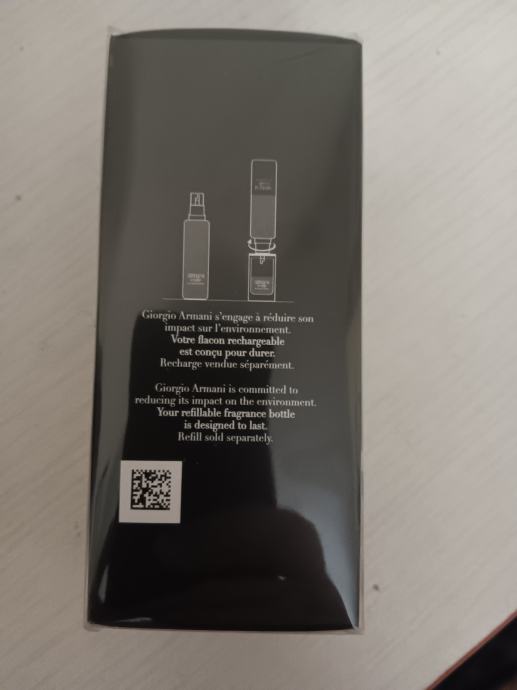 Giorgio Armani s'engage à réduire son
impact sur l'environnement.
Votre flacon rechargeable
est conçu pour durer.
Recharge vendue séparément.
Giorgio Armani is committed to
reducing its impact on the environment.
Your refillable fragrance bottle
is designed to last.
Refill sold separately.